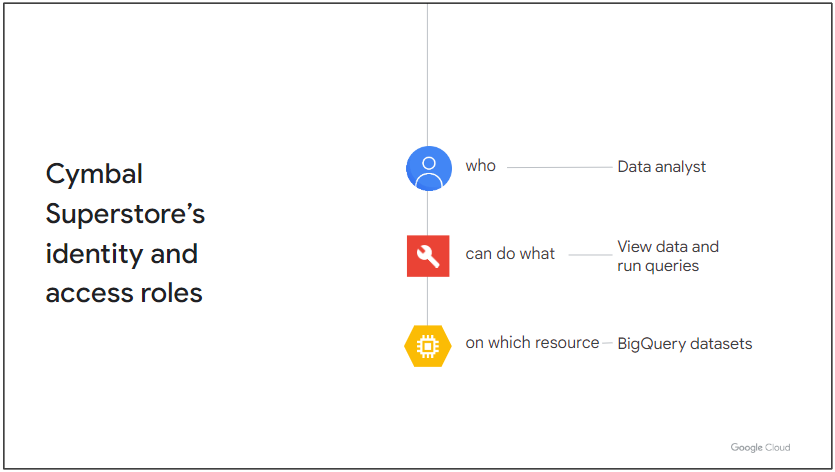 Cymbal
Superstore’s
identity and
access roles
who
Data analyst
can do what
View data and
run queries
on which resource
BigQuery datasets
Google Cloud